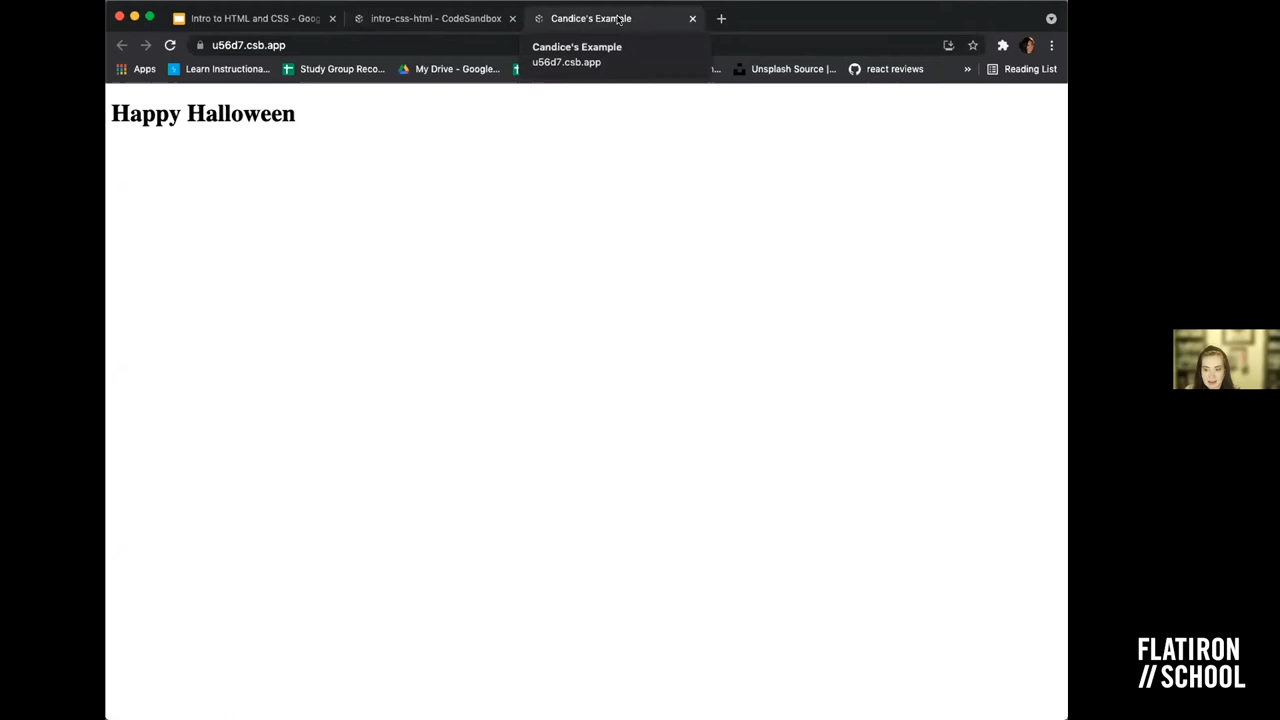 Intro to HTML and CSS - Goog
intro-css-html - CodeSandbox
Candice's Example
u56d7.csb.app
Candice's Example
u56d7.csb.app
Apps
Learn Instructiona...
Study Group Reco...
My Drive - Google...
...
Unsplash Source |...
react reviews
»
Reading List
Happy Halloween
FLATIRON
// SCHOOL